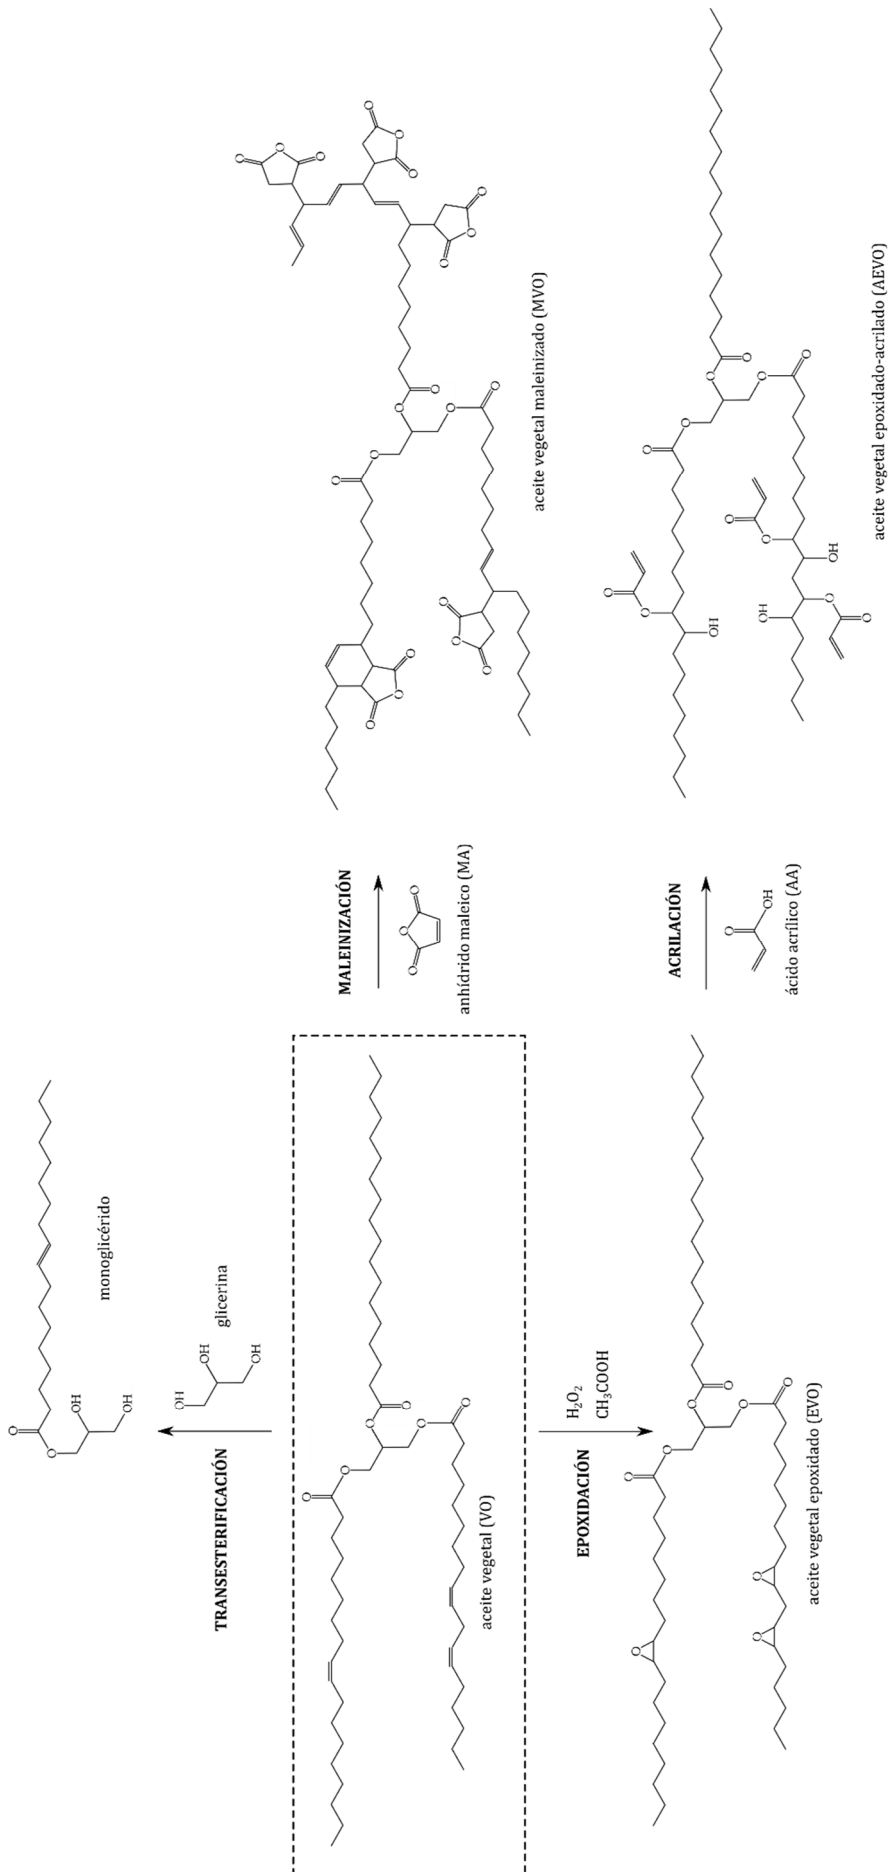 monoglicérido
TRANSESTERIFICACIÓN
glicerina
aceite vegetal (VO)
MALEINIZACIÓN
anhídrido maleico (MA)
aceite vegetal maleinizado (MVO)
EPOXIDACIÓN
H₂O₂
CH₃COOH
aceite vegetal epoxidado (EVO)
ACRILACIÓN
ácido acrílico (AA)
aceite vegetal epoxidado-acrilado (AEVO)